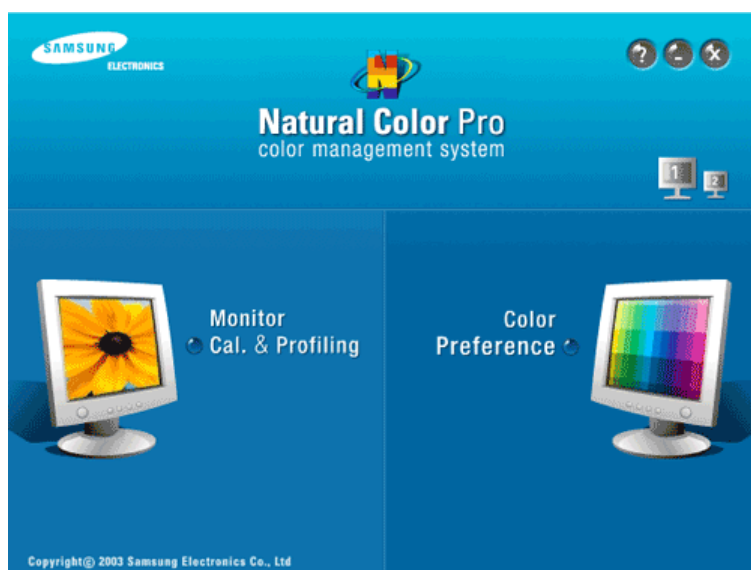 SAMSUNG
ELECTRONICS
N
? - x
Natural Color Pro
color management system
1 2
Monitor
Cal. & Profiling
Color
Preference
Copyright© 2003 Samsung Electronics Co., Ltd